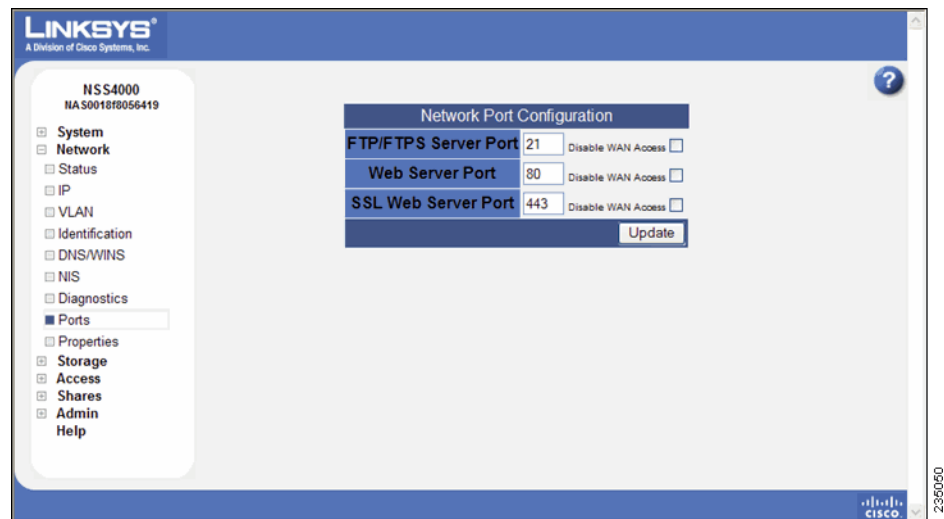 LINKSYS®
A Division of Cisco Systems, Inc.
NSS4000
NAS0018f8056419
System
Network
Status
IP
VLAN
Identification
DNS/WINS
NIS
Diagnostics
Ports
Properties
Storage
Access
Shares
Admin
Help
?
Network Port Configuration
FTP/FTPS Server Port 21 Disable WAN Access
Web Server Port 80 Disable WAN Access
SSL Web Server Port 443 Disable WAN Access
Update
CISCO.
235050